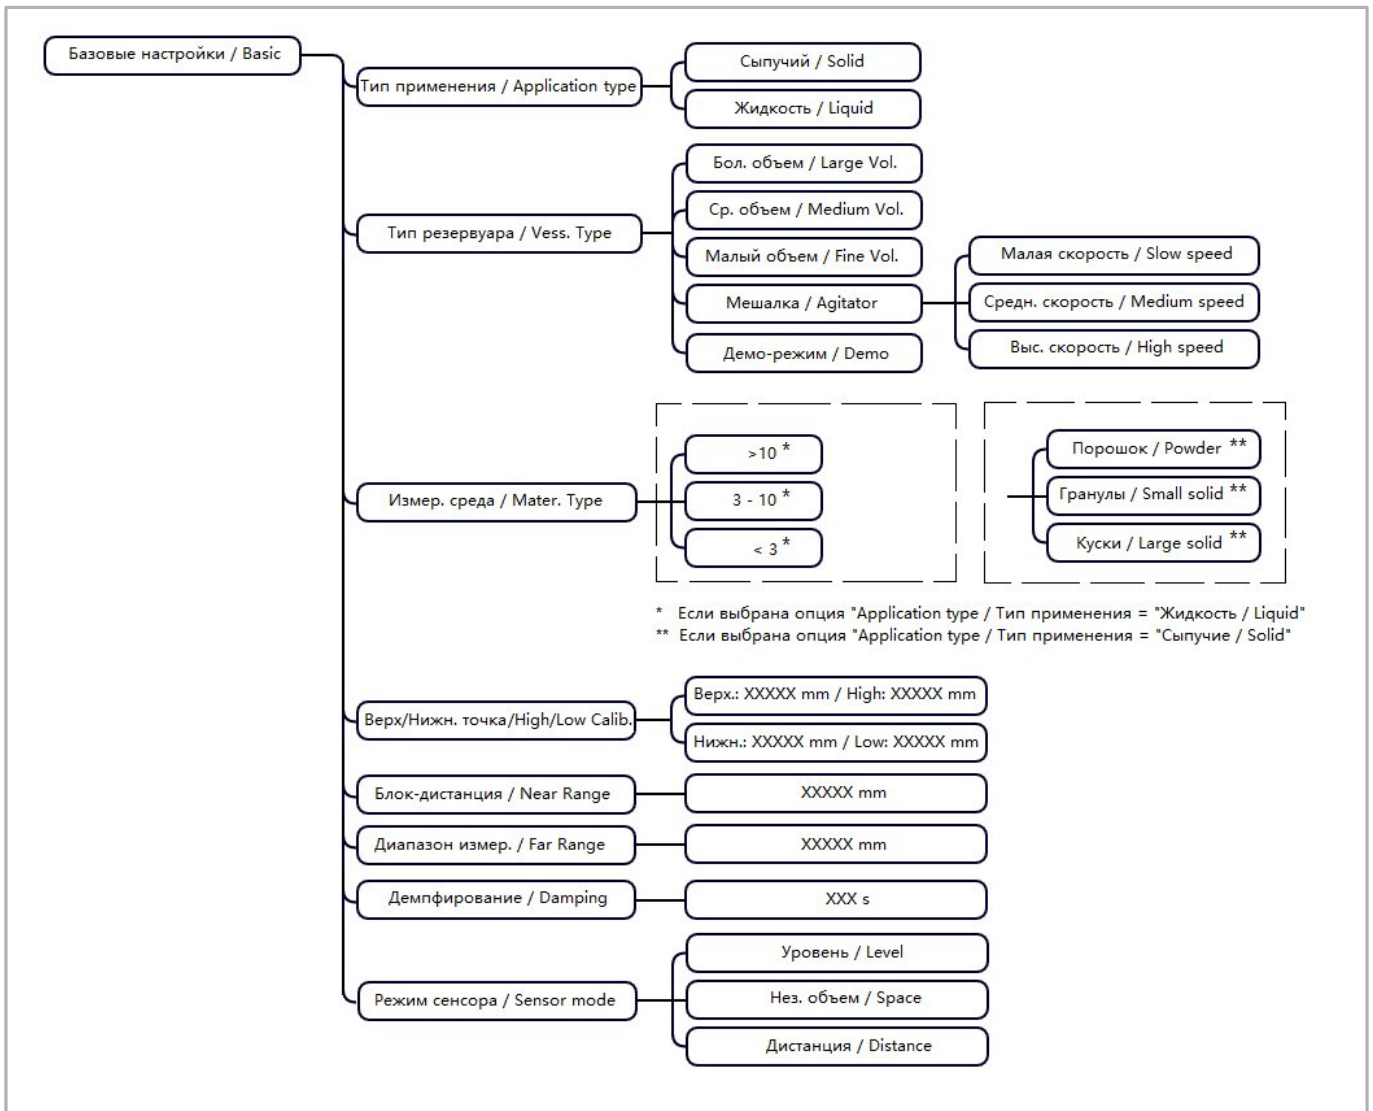 Базовые настройки / Basic
Тип применения / Application type
Сыпучий / Solid
Жидкость / Liquid
Тип резервуара / Vess. Type
Бол. объем / Large Vol.
Ср. объем / Medium Vol.
Малый объем / Fine Vol.
Мешалка / Agitator
Малая скорость / Slow speed
Средн. скорость / Medium speed
Выс. скорость / High speed
Демо-режим / Demo
Измер. среда / Mater. Type
>10 *
3 - 10 *
< 3 *
Порошок / Powder **
Гранулы / Small solid **
Куски / Large solid **
* Если выбрана опция "Application type / Тип применения = "Жидкость / Liquid"
** Если выбрана опция "Application type / Тип применения = "Сыпучие / Solid"
Верх/Нижн. точка/High/Low Calib.
Верх.: XXXXX mm / High: XXXXX mm
Нижн.: XXXXX mm / Low: XXXXX mm
Блок-дистанция / Near Range
XXXXX mm
Диапазон измер. / Far Range
XXXXX mm
Демпфирование / Damping
XXX s
Режим сенсора / Sensor mode
Уровень / Level
Нез. объем / Space
Дистанция / Distance